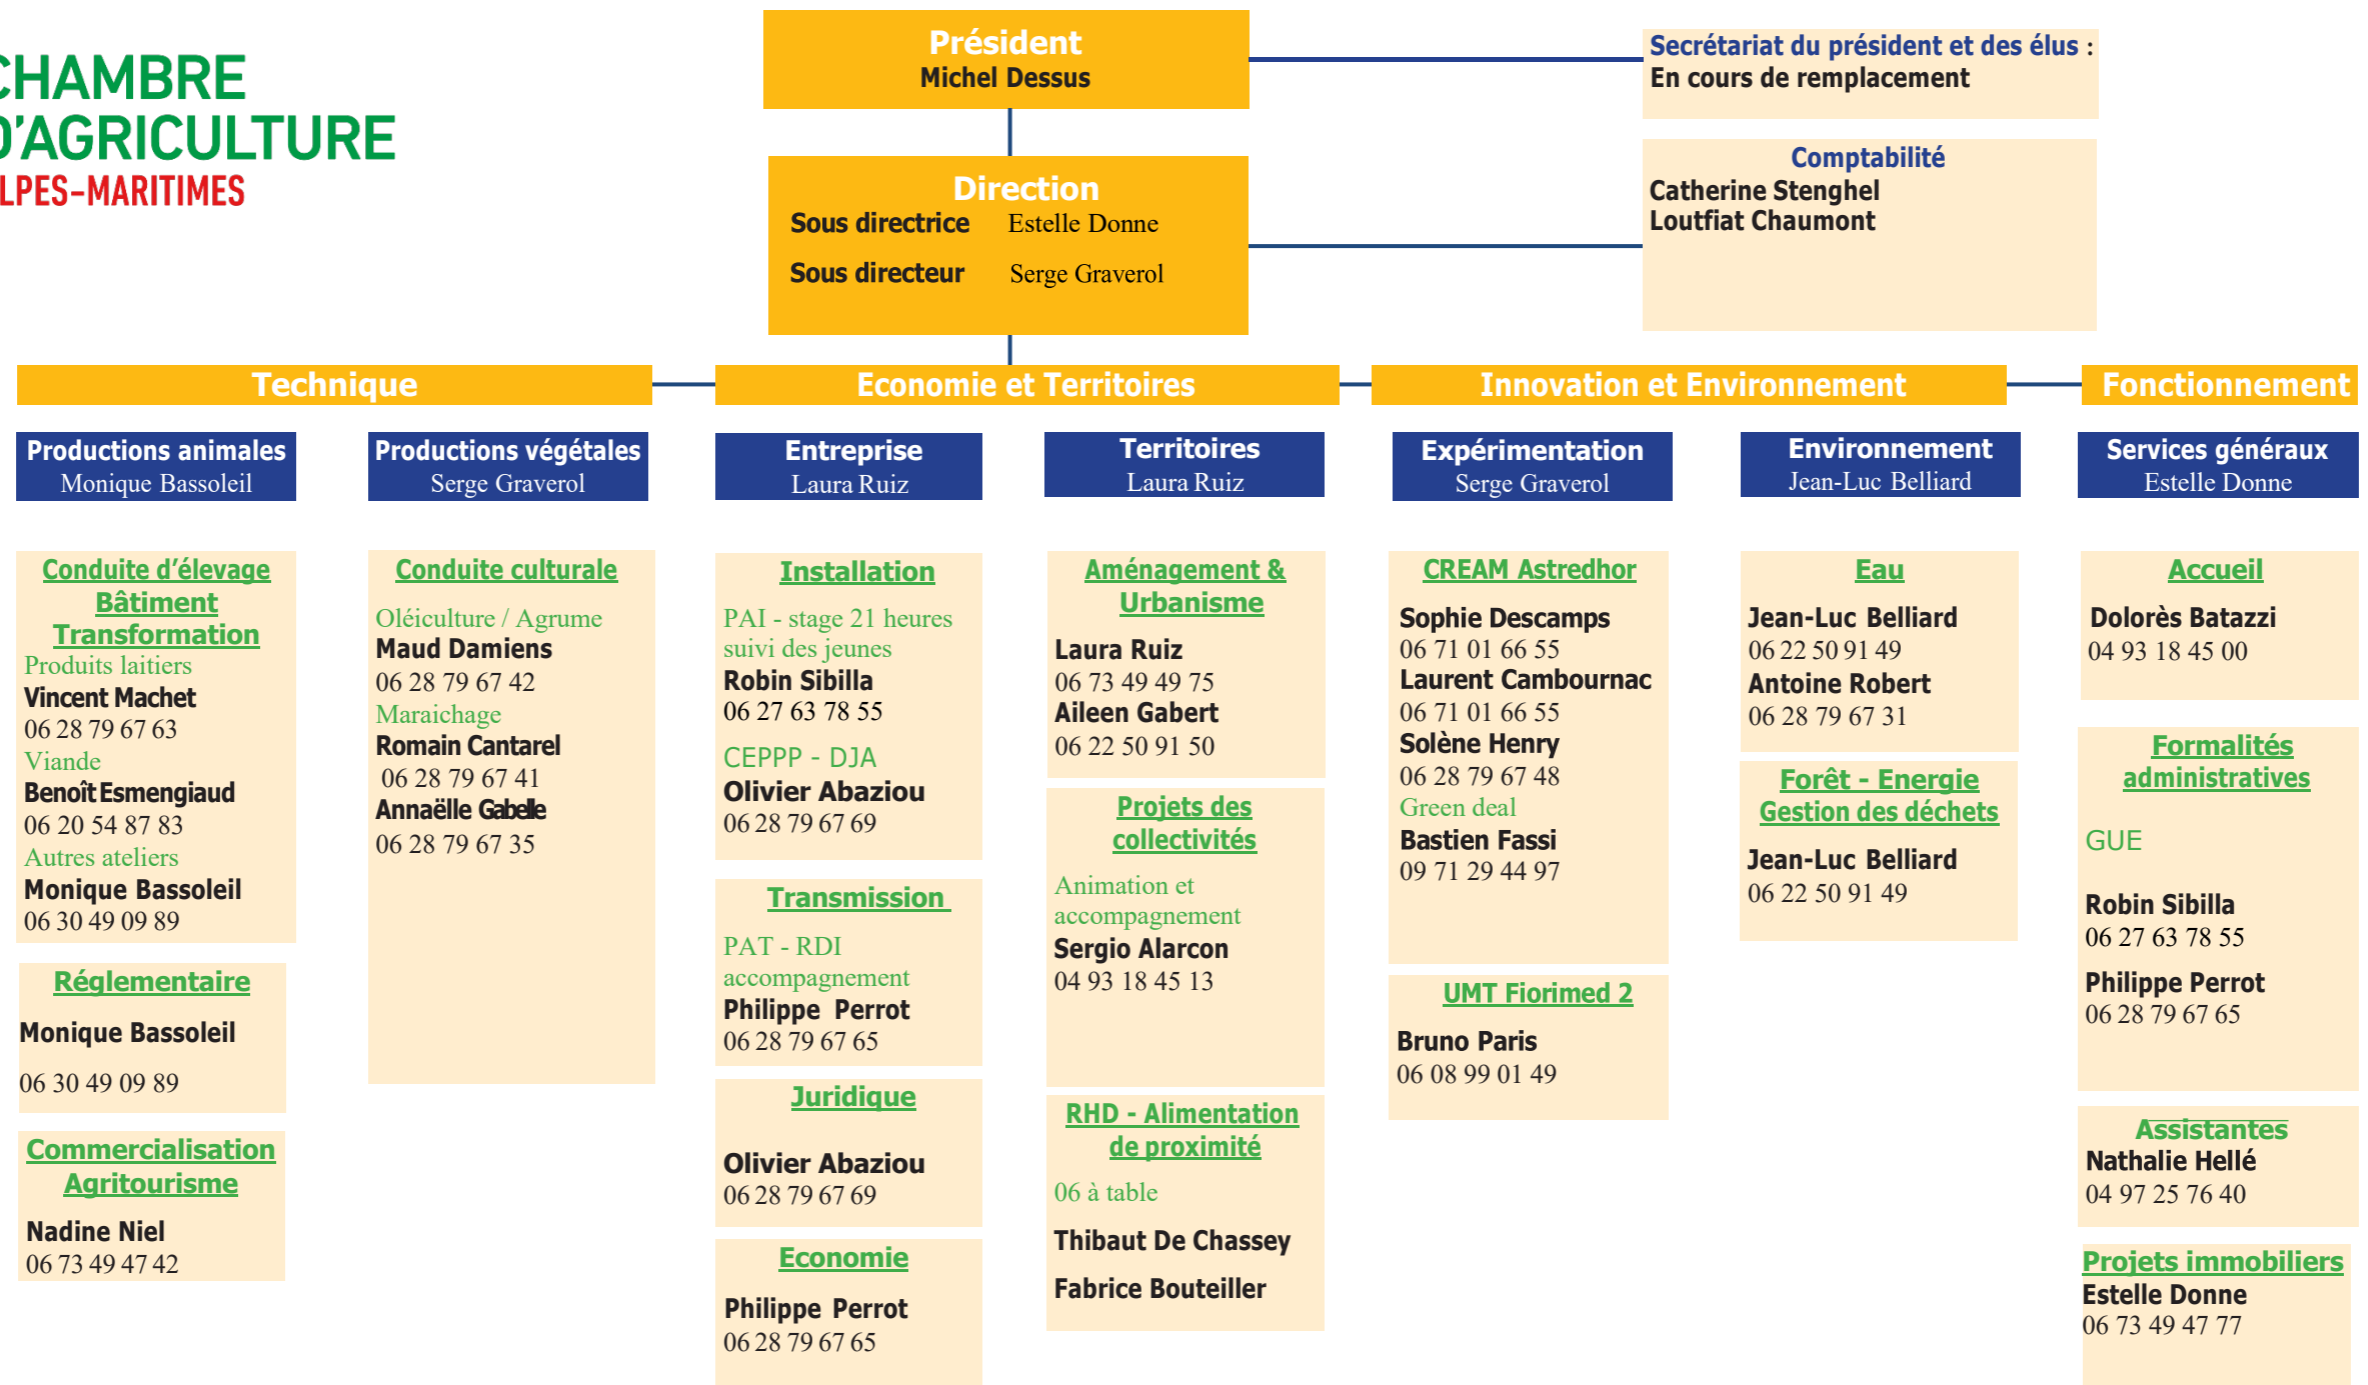 CHAMBRE
D'AGRICULTURE
LPES-MARITIMES
Président
Michel Dessus
Secrétariat du président et des élus :
En cours de remplacement
Direction
Sous directrice Estelle Donne
Sous directeur Serge Graverol
Comptabilité
Catherine Stenghel
Loutfiat Chaumont
Technique
Economie et Territoires
Innovation et Environnement
Fonctionnement
Productions animales
Monique Bassoleil
Productions végétales
Serge Graverol
Entreprise
Laura Ruiz
Territoires
Laura Ruiz
Expérimentation
Serge Graverol
Environnement
Jean-Luc Belliard
Services généraux
Estelle Donne
Conduite d'élevage
Bâtiment
Transformation
Produits laitiers
Vincent Machet
06 28 79 67 63
Viande
Benoît Esmengiaud
06 20 54 87 83
Autres ateliers
Monique Bassoleil
06 30 49 09 89
Réglementaire
Monique Bassoleil
06 30 49 09 89
Commercialisation
Agritourisme
Nadine Niel
06 73 49 47 42
Conduite culturale
Oléiculture / Agrume
Maud Damiens
06 28 79 67 42
Maraichage
Romain Cantarel
06 28 79 67 41
Annaëlle Gabelle
06 28 79 67 35
Installation
PAI - stage 21 heures
suivi des jeunes
Robin Sibilla
06 27 63 78 55
CEPPP - DJA
Olivier Abaziou
06 28 79 67 69
Transmission
PAT - RDI
accompagnement
Philippe Perrot
06 28 79 67 65
Juridique
Olivier Abaziou
06 28 79 67 69
Economie
Philippe Perrot
06 28 79 67 65
Aménagement &
Urbanisme
Laura Ruiz
06 73 49 49 75
Aileen Gabert
06 22 50 91 50
Projets des
collectivités
Animation et
accompagnement
Sergio Alarcon
04 93 18 45 13
RHD - Alimentation
de proximité
06 à table
Thibaut De Chassey
Fabrice Bouteiller
CREAM Astredhor
Sophie Descamps
06 71 01 66 55
Laurent Cambournac
06 71 01 66 55
Solène Henry
06 28 79 67 48
Green deal
Bastien Fassi
09 71 29 44 97
UMT Fiorimed 2
Bruno Paris
06 08 99 01 49
Eau
Jean-Luc Belliard
06 22 50 91 49
Antoine Robert
06 28 79 67 31
Forêt - Energie
Gestion des déchets
Jean-Luc Belliard
06 22 50 91 49
Accueil
Dolorès Batazzi
04 93 18 45 00
Formalités
administratives
GUE
Robin Sibilla
06 27 63 78 55
Philippe Perrot
06 28 79 67 65
Assistantes
Nathalie Hellé
04 97 25 76 40
Projets immobiliers
Estelle Donne
06 73 49 47 77